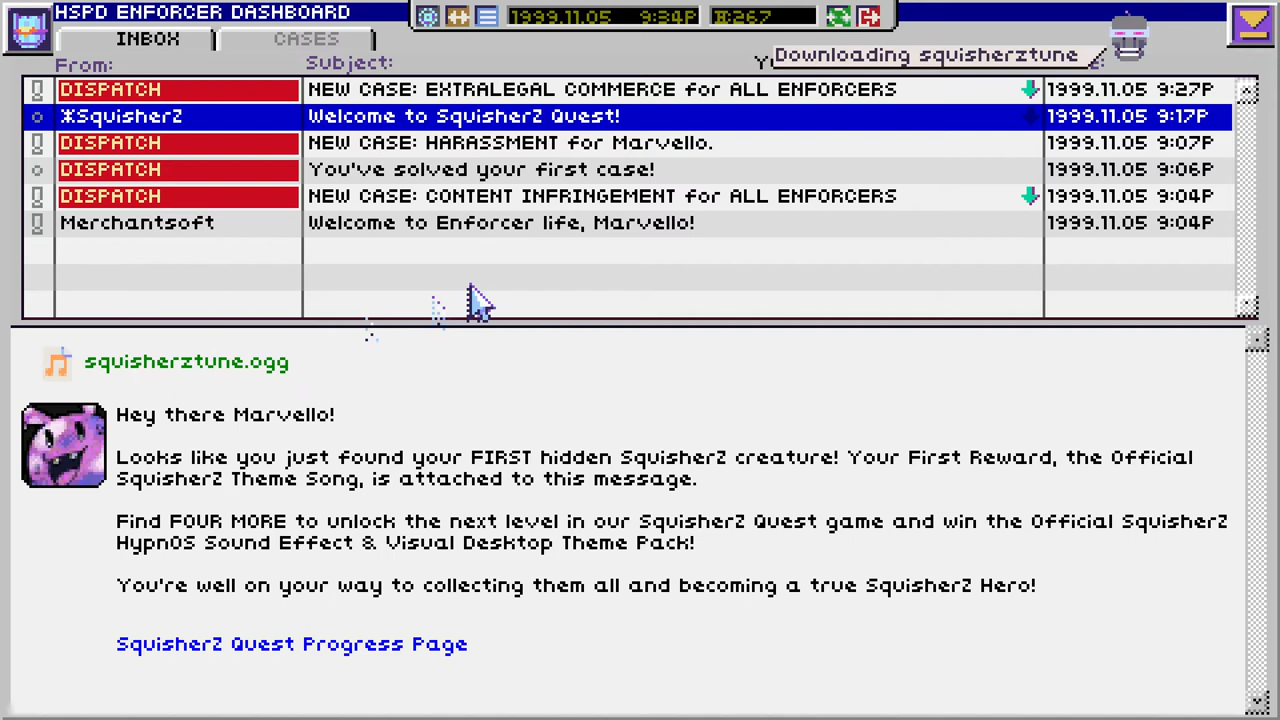 HSPD ENFORCER DASHBOARD
1999.11.05 9:34P
267
INBOX
CASES
Downloading squisherztune
From:
Subject:
DISPATCH NEW CASE: EXTRALEGAL COMMERCE for ALL ENFORCERS 1999.11.05 9:27P
*SquisherZ Welcome to SquisherZ Quest! 1999.11.05 9:17P
DISPATCH NEW CASE: HARASSMENT for Marvello. 1999.11.05 9:07P
DISPATCH You've solved your first case! 1999.11.05 9:06P
DISPATCH NEW CASE: CONTENT INFRINGEMENT for ALL ENFORCERS 1999.11.05 9:04P
Merchantsoft Welcome to Enforcer life, Marvello! 1999.11.05 9:04P
squisherztune.ogg
Hey there Marvello!
Looks like you just found your FIRST hidden SquisherZ creature! Your First Reward, the Official
SquisherZ Theme Song, is attached to this message.
Find FOUR MORE to unlock the next level in our SquisherZ Quest game and win the Official SquisherZ
HypnOS Sound Effect & Visual Desktop Theme Pack!
You're well on your way to collecting them all and becoming a true SquisherZ Hero!
SquisherZ Quest Progress Page